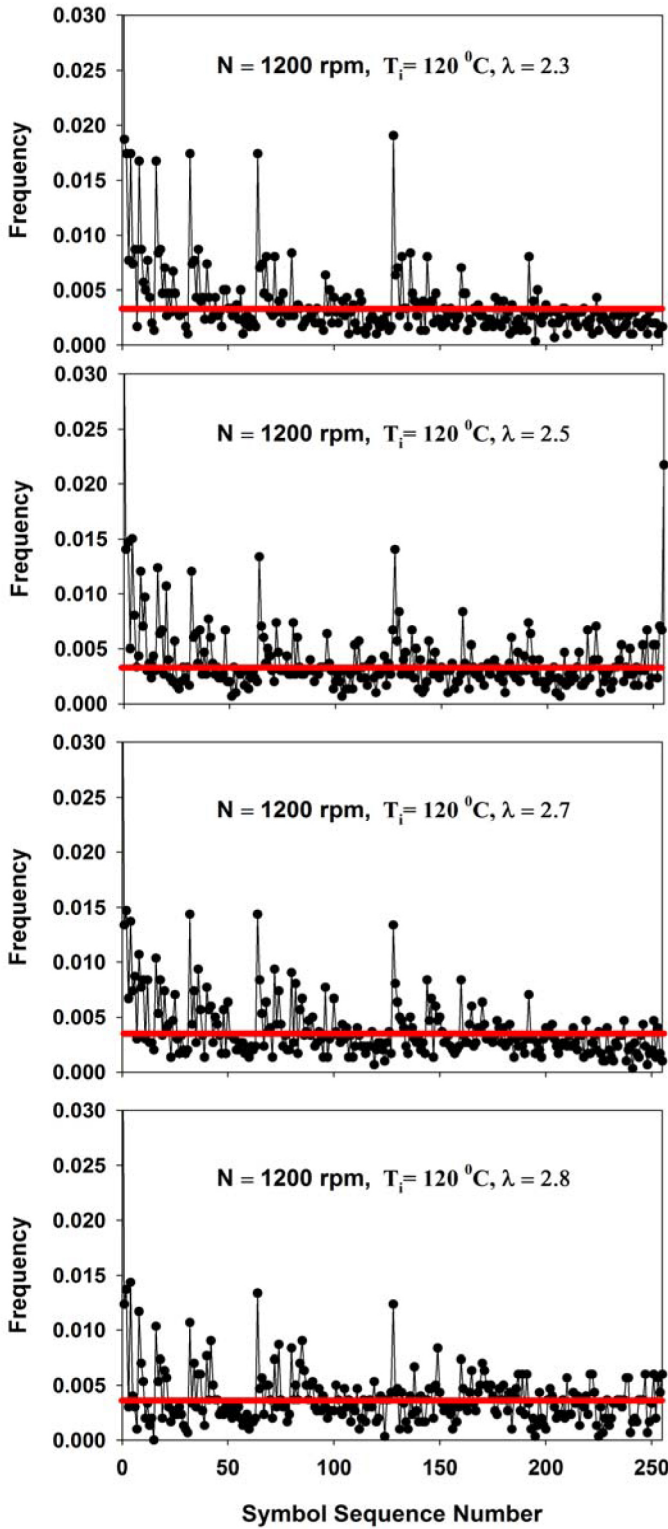 0.030
N = 1200 rpm, Ti= 120 ⁰C, λ = 2.3
0.025
0.020
0.015
0.010
0.005
0.000
Frequency
0.030
N = 1200 rpm, Ti= 120 ⁰C, λ = 2.5
0.025
0.020
0.015
0.010
0.005
0.000
Frequency
0.030
N = 1200 rpm, Ti= 120 ⁰C, λ = 2.7
0.025
0.020
0.015
0.010
0.005
0.000
Frequency
0.030
N = 1200 rpm, Ti= 120 ⁰C, λ = 2.8
0.025
0.020
0.015
0.010
0.005
0.000
Frequency
0 50 100 150 200 250
Symbol Sequence Number